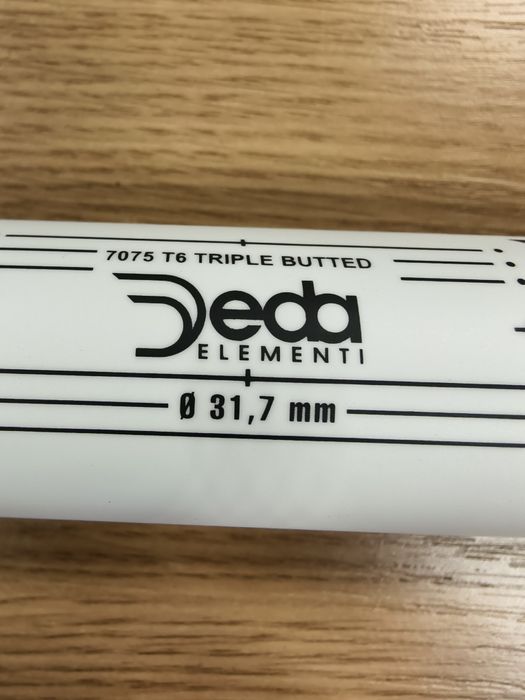 7075 T6 TRIPLE BUTTED
Deda
ELEMENTI
Ø 31,7 mm